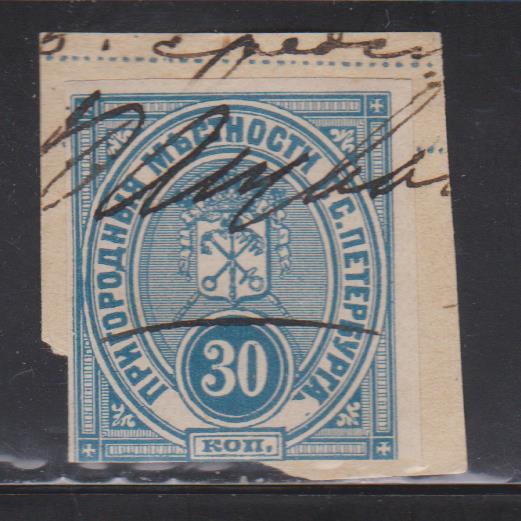 ПРИГОРОДНЫЯ МѢСТНОСТИ С. ПЕТЕРБУРГА.
30
КОП.